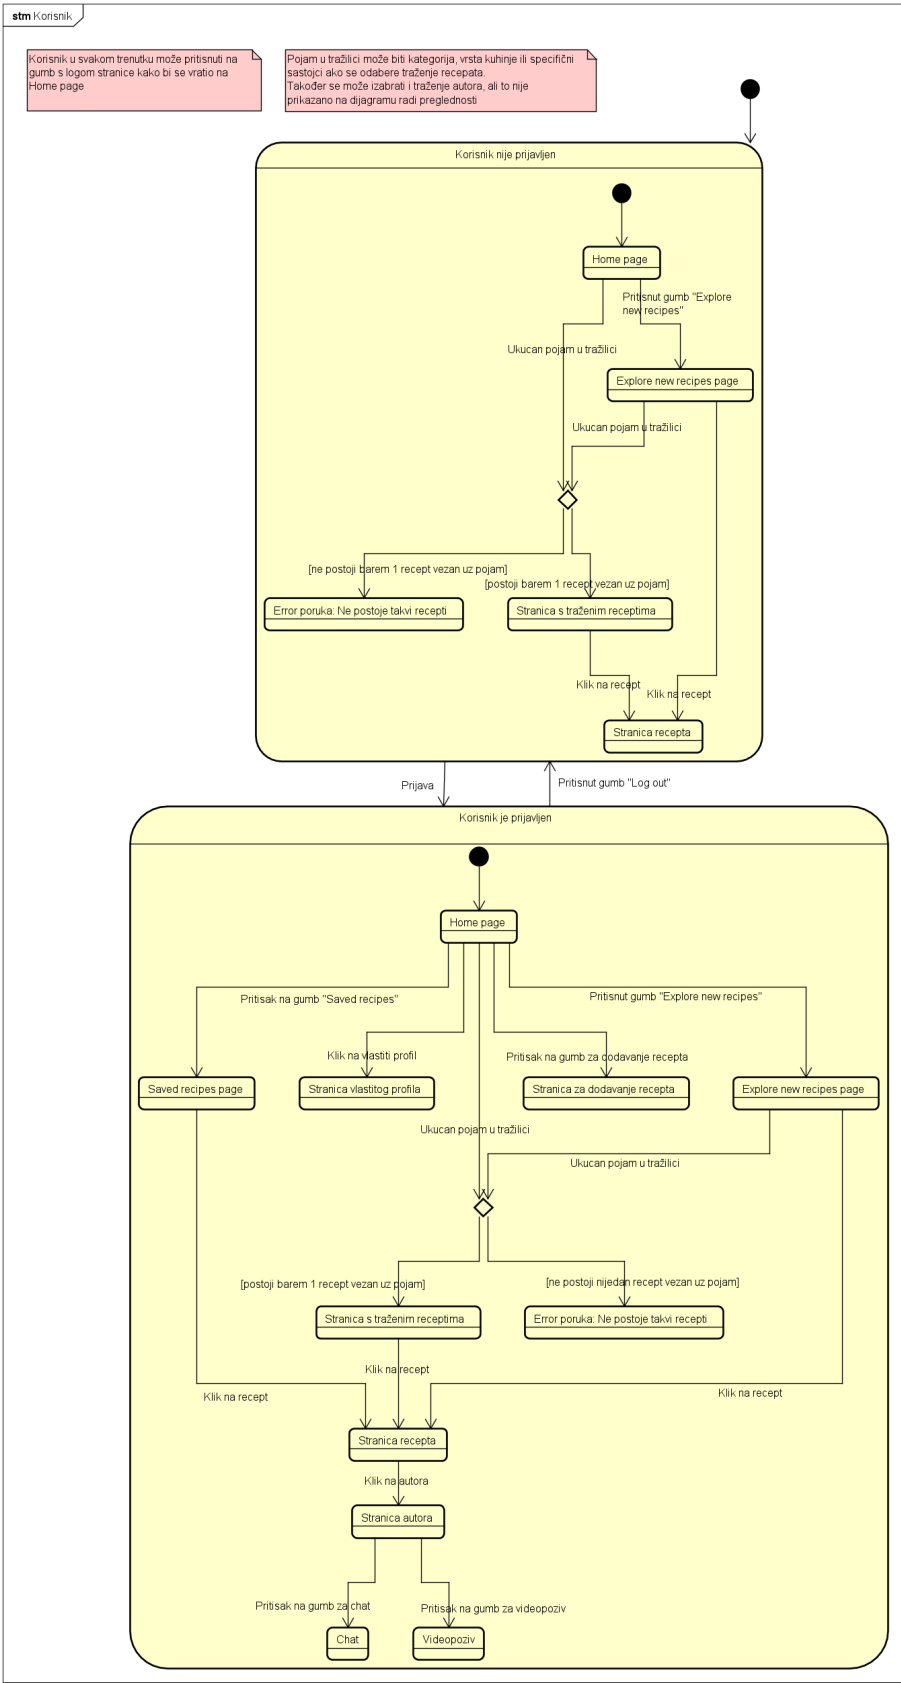 stm Korisnik
Korisnik u svakom trenutku može pritisnuti na
gumb s logom stranice kako bi se vratio na
Home page
Pojam u tražilici može biti kategorija, vrsta kuhinje ili specifični
sastojci ako se odabere traženje recepata.
Također se može izabrati i traženje autora, ali to nije
prikazano na dijagramu radi preglednosti
Korisnik nije prijavljen
Home page
Pritisnut gumb "Explore
new recipes"
Ukucan pojam u tražilici
Explore new recipes page
Ukucan pojam u tražilici
[ne postoji barem 1 recept vezan uz pojam]
[postoji barem 1 recept vezan uz pojam]
Error poruka: Ne postoje takvi recepti
Stranica s traženim receptima
Klik na recept
Klik na recept
Stranica recepta
Prijava
Pritisnut gumb "Log out"
Korisnik je prijavljen
Home page
Pritisak na gumb "Saved recipes"
Pritisnut gumb "Explore new recipes"
Klik na vlastiti profil
Pritisak na gumb za dodavanje recepta
Saved recipes page
Stranica vlastitog profila
Stranica za dodavanje recepta
Explore new recipes page
Ukucan pojam u tražilici
Ukucan pojam u tražilici
[postoji barem 1 recept vezan uz pojam]
[ne postoji nijedan recept vezan uz pojam]
Stranica s traženim receptima
Error poruka: Ne postoje takvi recepti
Klik na recept
Klik na recept
Klik na recept
Stranica recepta
Klik na autora
Stranica autora
Pritisak na gumb za chat
Pritisak na gumb za videopoziv
Chat
Videopoziv